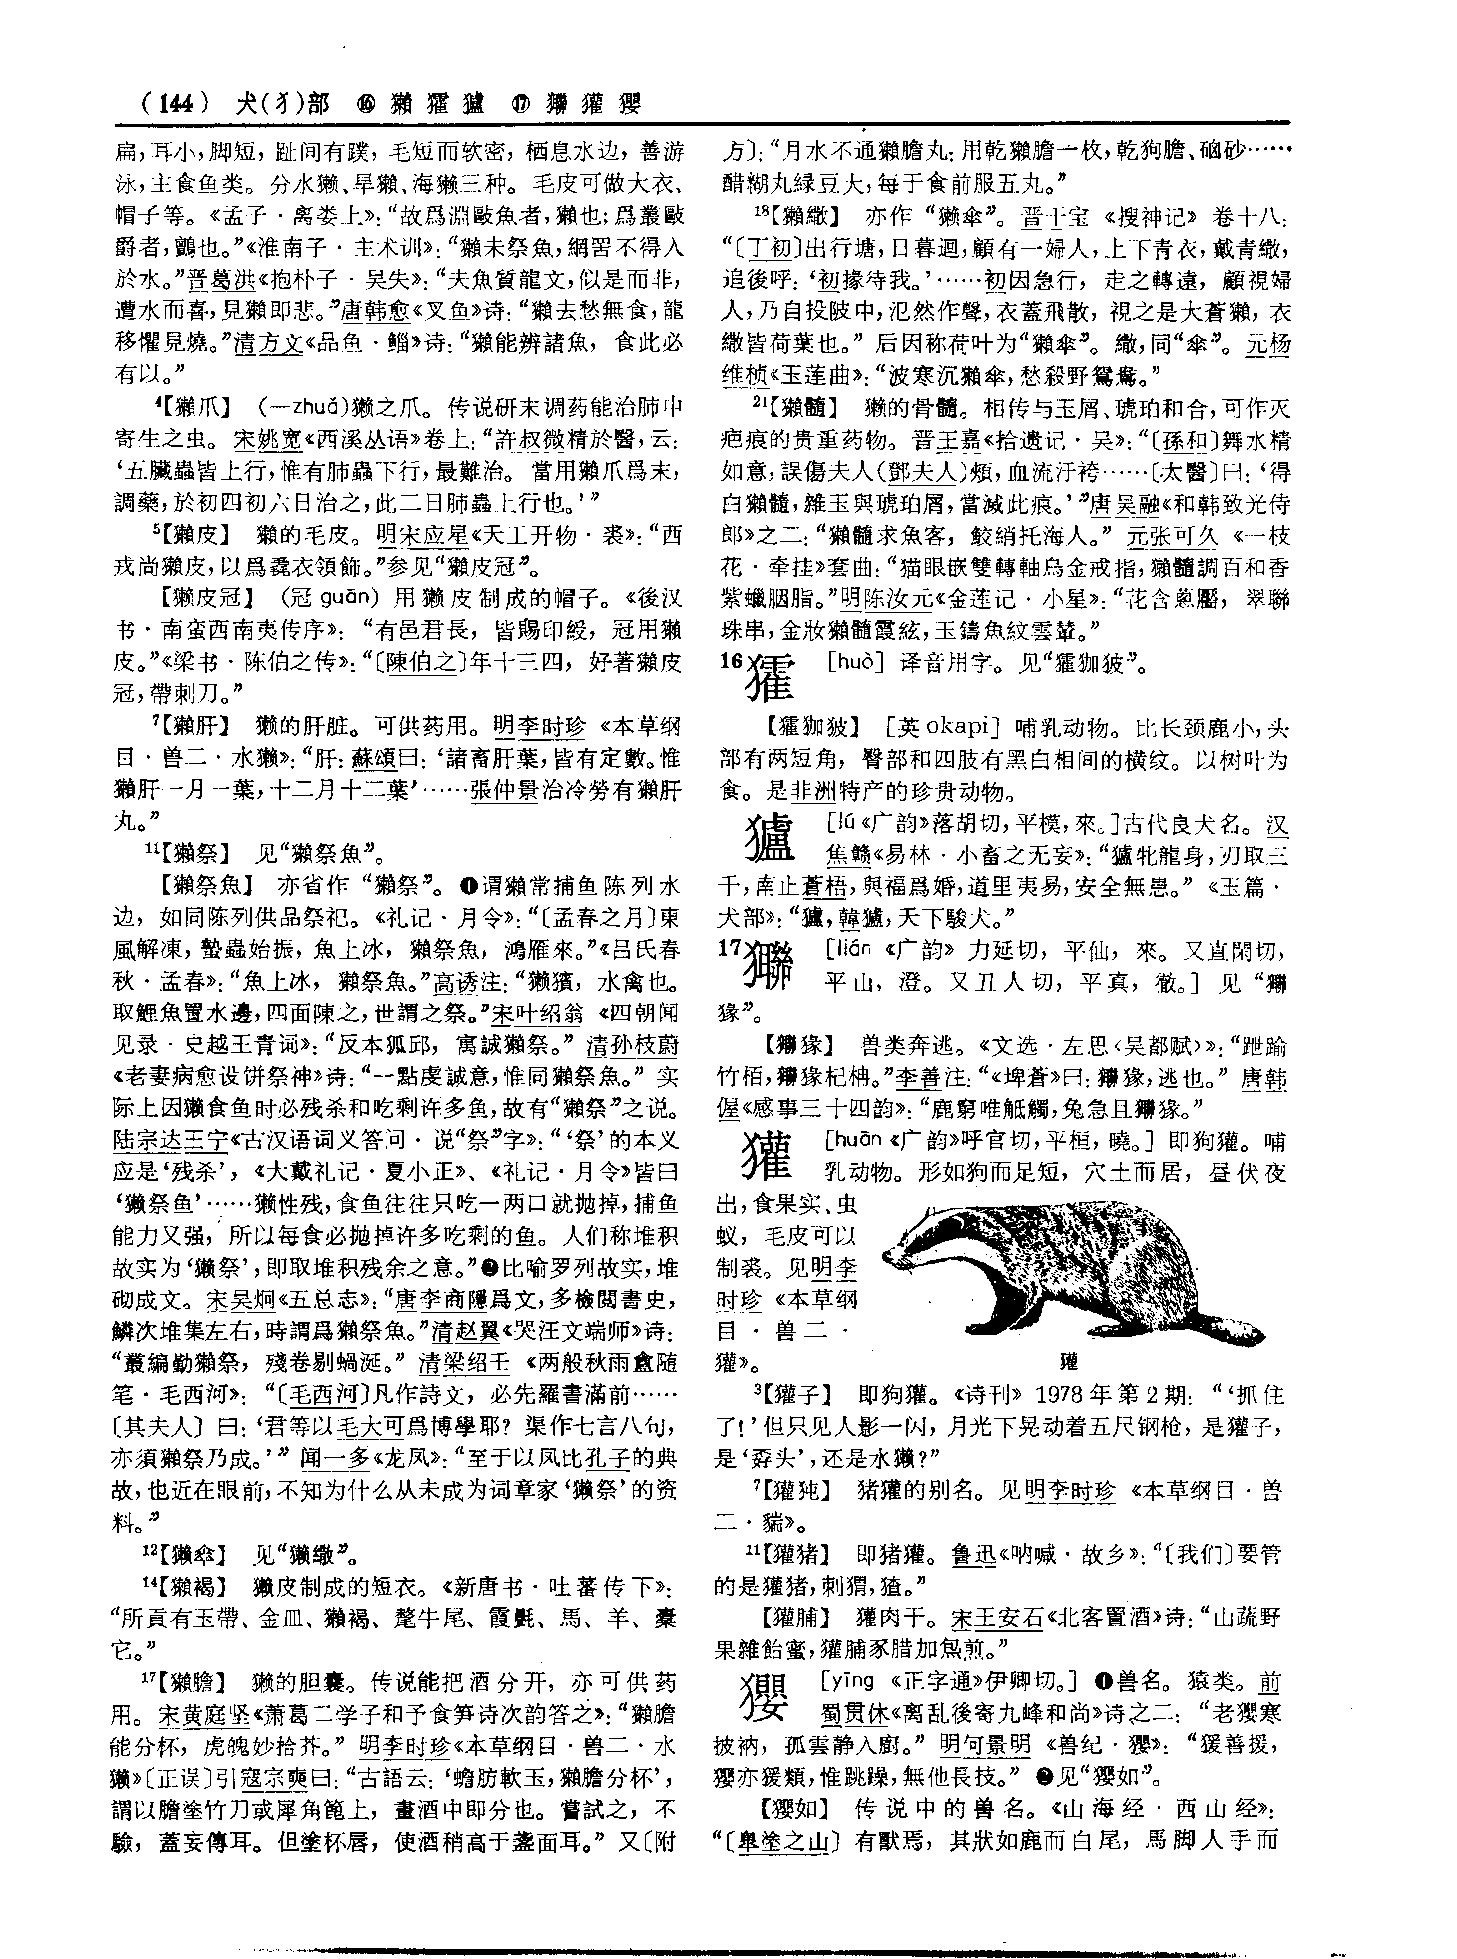 (144) 犬(犭)部 ⑯ 獺 㺢 獹 ⑰ 獬 獾 玃
扁，耳小，脚短，趾间有蹼，毛短而软密，栖息水边，善游
泳，主食鱼类。分水獭、旱獭、海獭三种。毛皮可做大衣、
帽子等。《孟子·离娄上》：“故爲淵敺魚者，獺也；爲叢敺
爵者，鸇也。”《淮南子·主术训》：“獺未祭魚，網罟不得入
於水。”晋葛洪《抱朴子·吴失》：“夫魚質龍文，似是而非，
遭水而喜，見獺即悲。”唐韩愈《叉鱼》诗：“獺去愁無食，龍
移懼見燒。”清方文《品鱼·鲻》诗：“獺能辨諸魚，食此必
有以。”
4【獺爪】 （—zhuǎ）獭之爪。传说研末调药能治肺中
寄生之虫。宋姚宽《西溪丛语》卷上：“許叔微精於醫，云：
‘五臟蟲皆上行，惟有肺蟲下行，最難治。當用獺爪爲末，
調藥，於初四初六日治之，此二日肺蟲上行也。’”
5【獺皮】 獭的毛皮。明宋应星《天工开物·裘》：“西
戎尚獺皮，以爲毳衣領飾。”参见“獺皮冠”。
【獺皮冠】 （冠 guān）用獭皮制成的帽子。《後汉
书·南蛮西南夷传序》：“有邑君長，皆賜印綬，冠用獺
皮。”《梁书·陈伯之传》：“〔陳伯之〕年十三四，好著獺皮
冠，帶刺刀。”
7【獺肝】 獭的肝脏。可供药用。明李时珍《本草纲
目·兽二·水獭》：“肝：蘇頌曰：‘諸畜肝葉，皆有定數。惟
獺肝一月一葉，十二月十二葉’……張仲景治冷勞有獺肝
丸。”
11【獺祭】 见“獺祭魚”。
【獺祭魚】 亦省作“獺祭”。❶谓獭常捕鱼陈列水
边，如同陈列供品祭祀。《礼记·月令》：“〔孟春之月〕東
風解凍，蟄蟲始振，魚上冰，獺祭魚，鴻雁來。”《吕氏春
秋·孟春》：“魚上冰，獺祭魚。”高诱注：“獺獱，水禽也。
取鯉魚置水邊，四面陳之，世謂之祭。”宋叶绍翁《四朝闻
见录·史越王青词》：“反本狐邱，寓誠獺祭。”清孙枝蔚
《老妻病愈设饼祭神》诗：“一點虔誠意，惟同獺祭魚。”实
际上因獭食鱼时必残杀和吃剩许多鱼，故有“獺祭”之说。
陆宗达王宁《古汉语词义答问·说“祭”字》：“‘祭’的本义
应是‘残杀’，《大戴礼记·夏小正》、《礼记·月令》皆曰
‘獭祭鱼’……獭性残，食鱼往往只吃一两口就抛掉，捕鱼
能力又强，所以每食必抛掉许多吃剩的鱼。人们称堆积
故实为‘獭祭’，即取堆积残余之意。”❷比喻罗列故实，堆
砌成文。宋吴炯《五总志》：“唐李商隱爲文，多檢閲書史，
鱗次堆集左右，時謂爲獺祭魚。”清赵翼《哭汪文端师》诗：
“叢編勤獺祭，殘卷剔蝸涎。”清梁绍壬《两般秋雨盦随
笔·毛西河》：“〔毛西河〕凡作詩文，必先羅書滿前……
〔其夫人〕曰：‘君等以毛大可爲博學耶？渠作七言八句，
亦須獺祭乃成。’”闻一多《龙凤》：“至于以凤比孔子的典
故，也近在眼前，不知为什么从未成为词章家‘獭祭’的资
料。”
12【獺傘】 见“獺繖”。
14【獺褐】 獭皮制成的短衣。《新唐书·吐蕃传下》：
“所貢有玉帶、金皿、獺褐、氂牛尾、霞氈、馬、羊、橐
它。”
17【獺膽】 獭的胆囊。传说能把酒分开，亦可供药
用。宋黄庭坚《萧葛二学子和予食笋诗次韵答之》：“獺膽
能分杯，虎魄妙拾芥。”明李时珍《本草纲目·兽二·水
獭》〔正误〕引寇宗奭曰：“古語云：‘蟾肪軟玉，獺膽分杯’，
謂以膽塗竹刀或犀角篦上，畫酒中即分也。嘗試之，不
驗，蓋妄傳耳。但塗杯唇，使酒稍高于盞面耳。”又〔附
方〕：“月水不通獺膽丸：用乾獺膽一枚，乾狗膽、硇砂……
醋糊丸緑豆大，每于食前服五丸。”
18【獺繖】 亦作“獺傘”。晋干宝《搜神记》卷十八：
“〔丁初〕出行塘，日暮迴，顧有一婦人，上下青衣，戴青繖，
追後呼：‘初掾待我。’……初因急行，走之轉遠，顧視婦
人，乃自投陂中，氾然作聲，衣蓋飛散，視之是大蒼獺，衣
繖皆荷葉也。”后因称荷叶为“獺傘”。繖，同“傘”。元杨
维桢《玉莲曲》：“波寒沉獺傘，愁殺野鴛鴦。”
21【獺髓】 獭的骨髓。相传与玉屑、琥珀和合，可作灭
疤痕的贵重药物。晋王嘉《拾遗记·吴》：“〔孫和〕舞水精
如意，誤傷夫人（鄧夫人）頰，血流汙袴……〔太醫〕曰：‘得
白獺髓，雜玉與琥珀屑，當滅此痕。’”唐吴融《和韩致光侍
郎》之二：“獺髓求魚客，鮫綃托海人。”元张可久《一枝
花·牵挂》套曲：“猫眼嵌雙轉軸烏金戒指，獺髓調百和香
紫蠟胭脂。”明陈汝元《金莲记·小星》：“花含蕙靨，翠聯
珠串，金妝獺髓霞絃，玉鑄魚紋雲輦。”
16㺢 ［huò］译音用字。见“㺢㹢狓”。
【㺢㹢狓】 ［英 okapi］哺乳动物。比长颈鹿小，头
部有两短角，臀部和四肢有黑白相间的横纹。以树叶为
食。是非洲特产的珍贵动物。
獹 ［lú《广韵》落胡切，平模，來。］古代良犬名。汉
焦赣《易林·小畜之无妄》：“獹牝龍身，刃取三
千，南止蒼梧，與福爲婚，道里夷易，安全無患。”《玉篇·
犬部》：“獹，韓獹，天下駿犬。”
17 ［lián《广韵》力延切，平仙，來。又直閑切，
平山，澄。又丑人切，平真，徹。］见“
猭”。
【猭】 兽类奔逃。《文选·左思〈吴都赋〉》：“跇踰
竹栢，猭杞柟。”李善注：“《埤蒼》曰：猭，逃也。”唐韩
偓《感事三十四韵》：“鹿窮唯觝觸，兔急且猭。”
獾 ［huān《广韵》呼官切，平桓，曉。］即狗獾。哺
乳动物。形如狗而足短，穴土而居，昼伏夜
出，食果实、虫
蚁，毛皮可以
制裘。见明李
时珍《本草纲
目·兽二·
獾》。
獾
3【獾子】 即狗獾。《诗刊》1978年第2期：“‘抓住
了！’但只见人影一闪，月光下晃动着五尺钢枪，是獾子，
是‘孬头’，还是水獭？”
7【獾㹠】 猪獾的别名。见明李时珍《本草纲目·兽
二·貒》。
11【獾猪】 即猪獾。鲁迅《呐喊·故乡》：“〔我们〕要管
的是獾猪，刺猬，猹。”
【獾脯】 獾肉干。宋王安石《北客置酒》诗：“山蔬野
果雜飴蜜，獾脯豕腊加炰煎。”
玃 ［yīng《正字通》伊卿切。］❶兽名。猿类。前
蜀贯休《离乱後寄九峰和尚》诗之二：“老玃寒
披衲，孤雲静入廚。”明何景明《兽纪·玃》：“猨善援，
玃亦猨類，惟跳躁，無他長技。”❷见“玃如”。
【玃如】 传说中的兽名。《山海经·西山经》：
“〔臯塗之山〕有獸焉，其狀如鹿而白尾，馬脚人手而